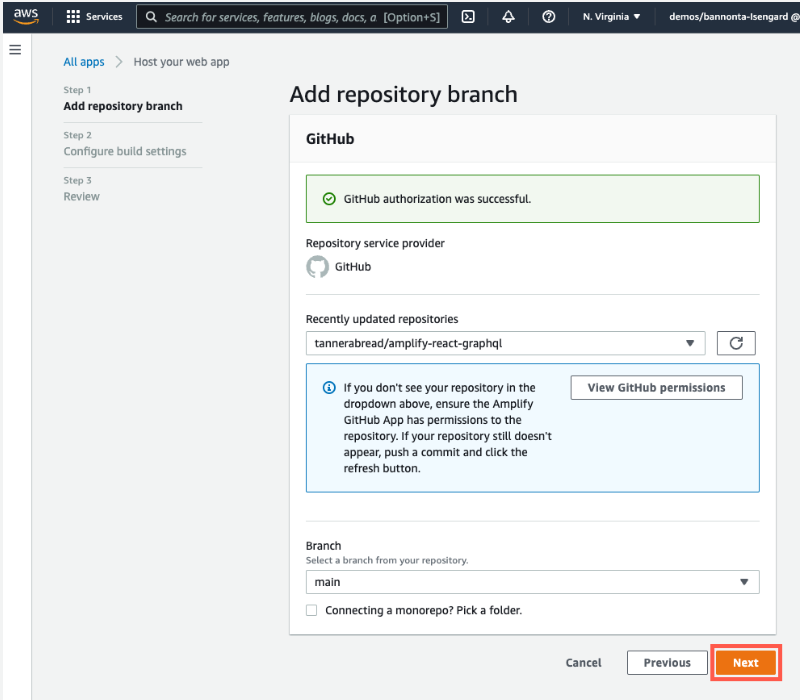 aws Services Search for services, features, blogs, docs, a [Option+S] N. Virginia demos/bannonta-Isengard @
All apps Host your web app
Step 1
Add repository branch
Step 2
Configure build settings
Step 3
Review
Add repository branch
GitHub
GitHub authorization was successful.
Repository service provider
GitHub
Recently updated repositories
tannerabread/amplify-react-graphql
If you don't see your repository in the
dropdown above, ensure the Amplify
GitHub App has permissions to the
repository. If your repository still doesn't
appear, push a commit and click the
refresh button.
View GitHub permissions
Branch
Select a branch from your repository.
main
Connecting a monorepo? Pick a folder.
Cancel Previous Next